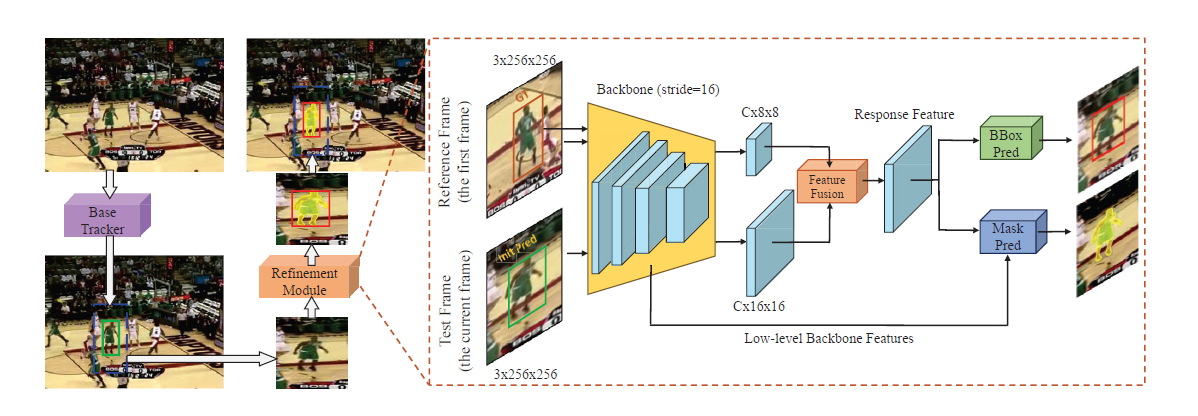 Base
Tracker
Refinement
Module
Reference Frame
(the first frame)
Test Frame
(the current frame)
3x256x256
GT
Init Pred
3x256x256
Backbone (stride=16)
Cx8x8
Cx16x16
Feature
Fusion
Response Feature
BBox
Pred
Mask
Pred
Low-level Backbone Features